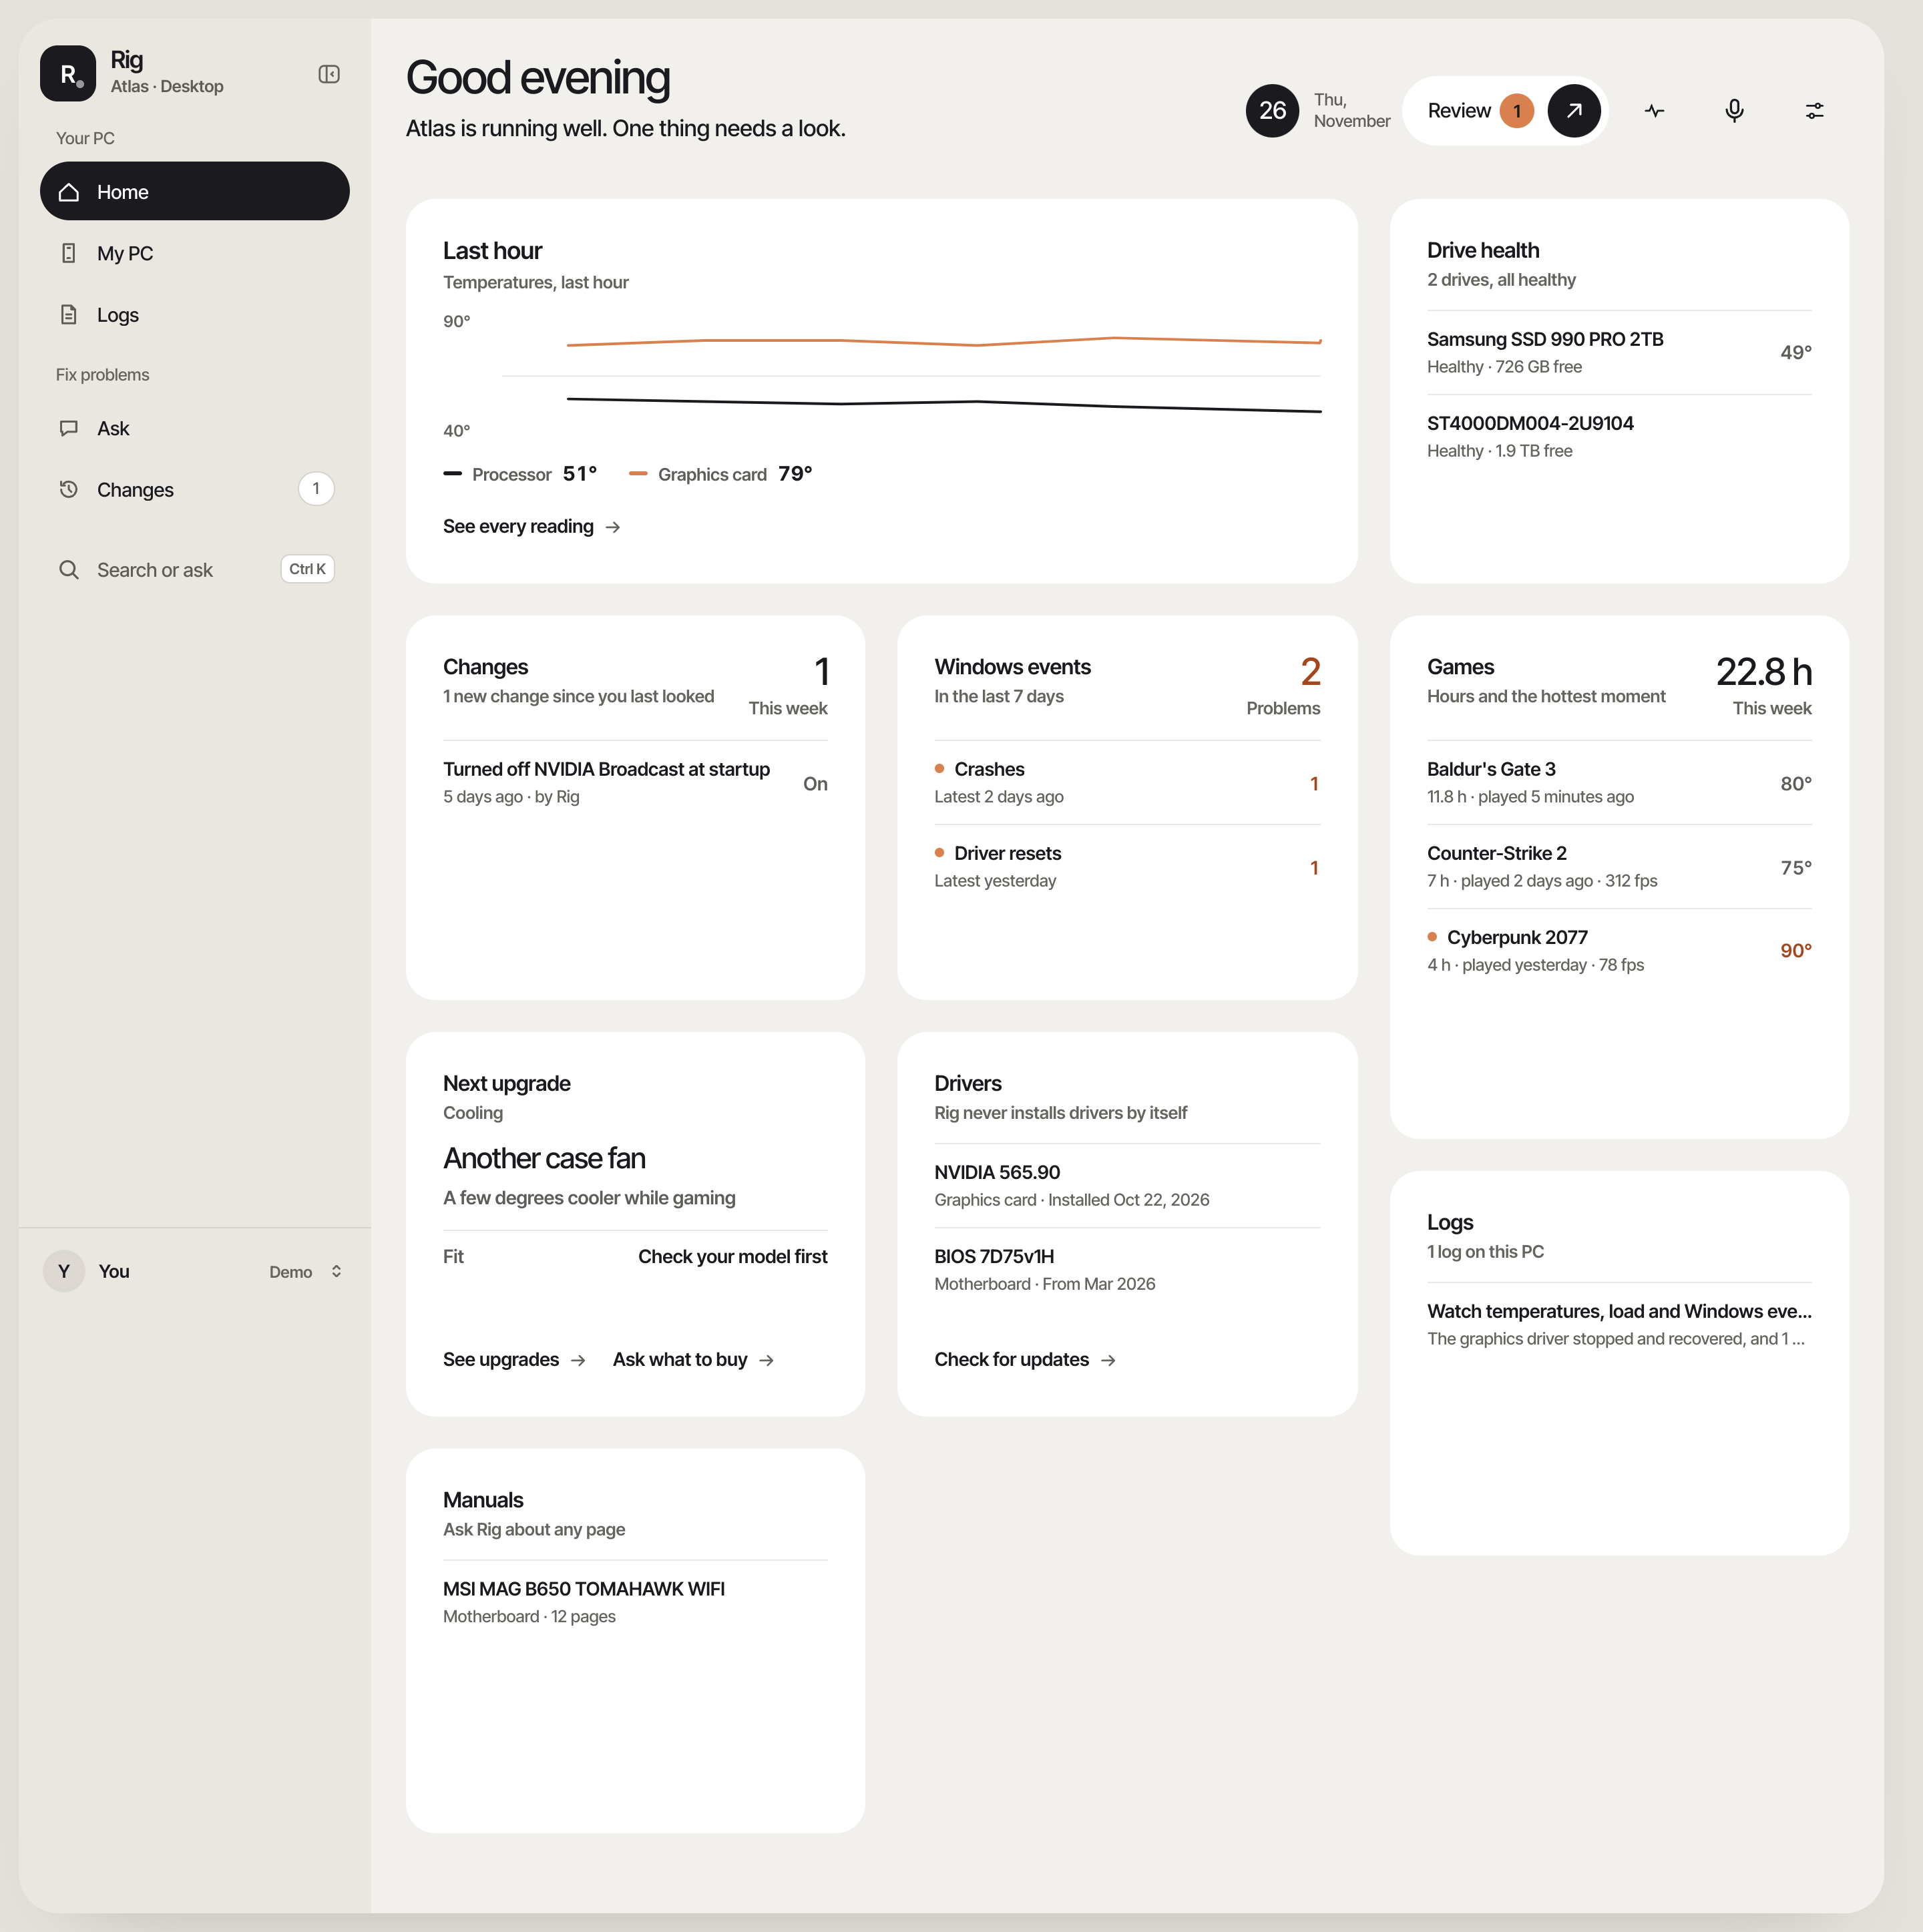 R.
Rig
Atlas · Desktop
Your PC
Home
My PC
Logs
Fix problems
Ask
Changes
1
Search or ask
Ctrl K
Y
You
Demo
Good evening
Atlas is running well. One thing needs a look.
26
Thu,
November
Review
1
Last hour
Temperatures, last hour
90°
40°
Processor 51°
Graphics card 79°
See every reading
Drive health
2 drives, all healthy
Samsung SSD 990 PRO 2TB
49°
Healthy · 726 GB free
ST4000DM004-2U9104
Healthy · 1.9 TB free
Changes
1
1 new change since you last looked
This week
Turned off NVIDIA Broadcast at startup
On
5 days ago · by Rig
Windows events
2
In the last 7 days
Problems
Crashes
1
Latest 2 days ago
Driver resets
1
Latest yesterday
Games
22.8 h
Hours and the hottest moment
This week
Baldur's Gate 3
80°
11.8 h · played 5 minutes ago
Counter-Strike 2
75°
7 h · played 2 days ago · 312 fps
Cyberpunk 2077
90°
4 h · played yesterday · 78 fps
Next upgrade
Cooling
Another case fan
A few degrees cooler while gaming
Fit
Check your model first
See upgrades
Ask what to buy
Drivers
Rig never installs drivers by itself
NVIDIA 565.90
Graphics card · Installed Oct 22, 2026
BIOS 7D75v1H
Motherboard · From Mar 2026
Check for updates
Logs
1 log on this PC
Watch temperatures, load and Windows eve...
The graphics driver stopped and recovered, and 1 ...
Manuals
Ask Rig about any page
MSI MAG B650 TOMAHAWK WIFI
Motherboard · 12 pages